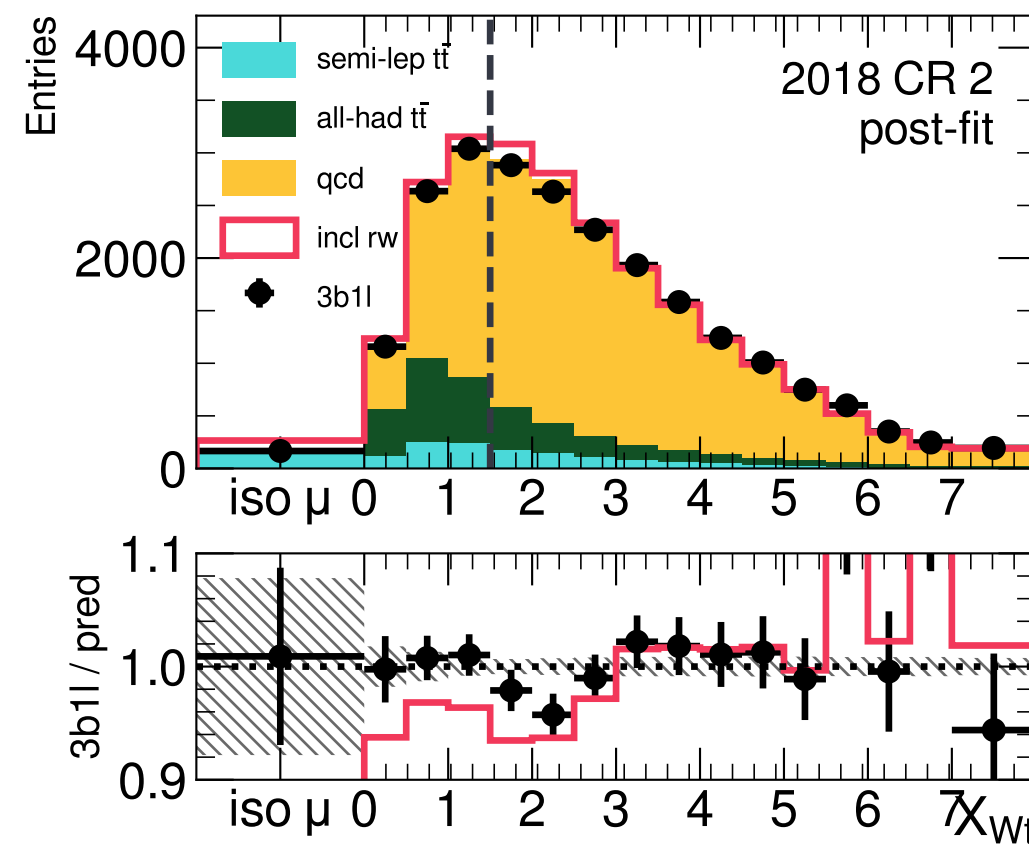 Entries
4000
2000
0
semi-lep tt̄
all-had tt̄
qcd
incl rw
3b1l
2018 CR 2
post-fit
iso μ 0 1 2 3 4 5 6 7
3b1l / pred
1.1
1.0
0.9
iso μ 0 1 2 3 4 5 6 7
X_Wt